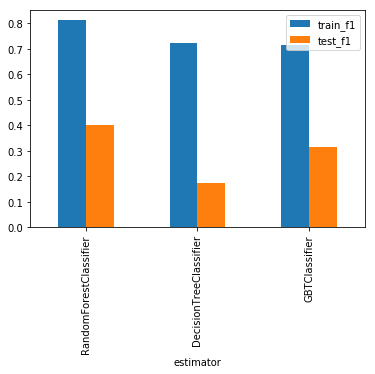 train_f1
test_f1
0.8
0.7
0.6
0.5
0.4
0.3
0.2
0.1
0.0
RandomForestClassifier
DecisionTreeClassifier
GBTClassifier
estimator